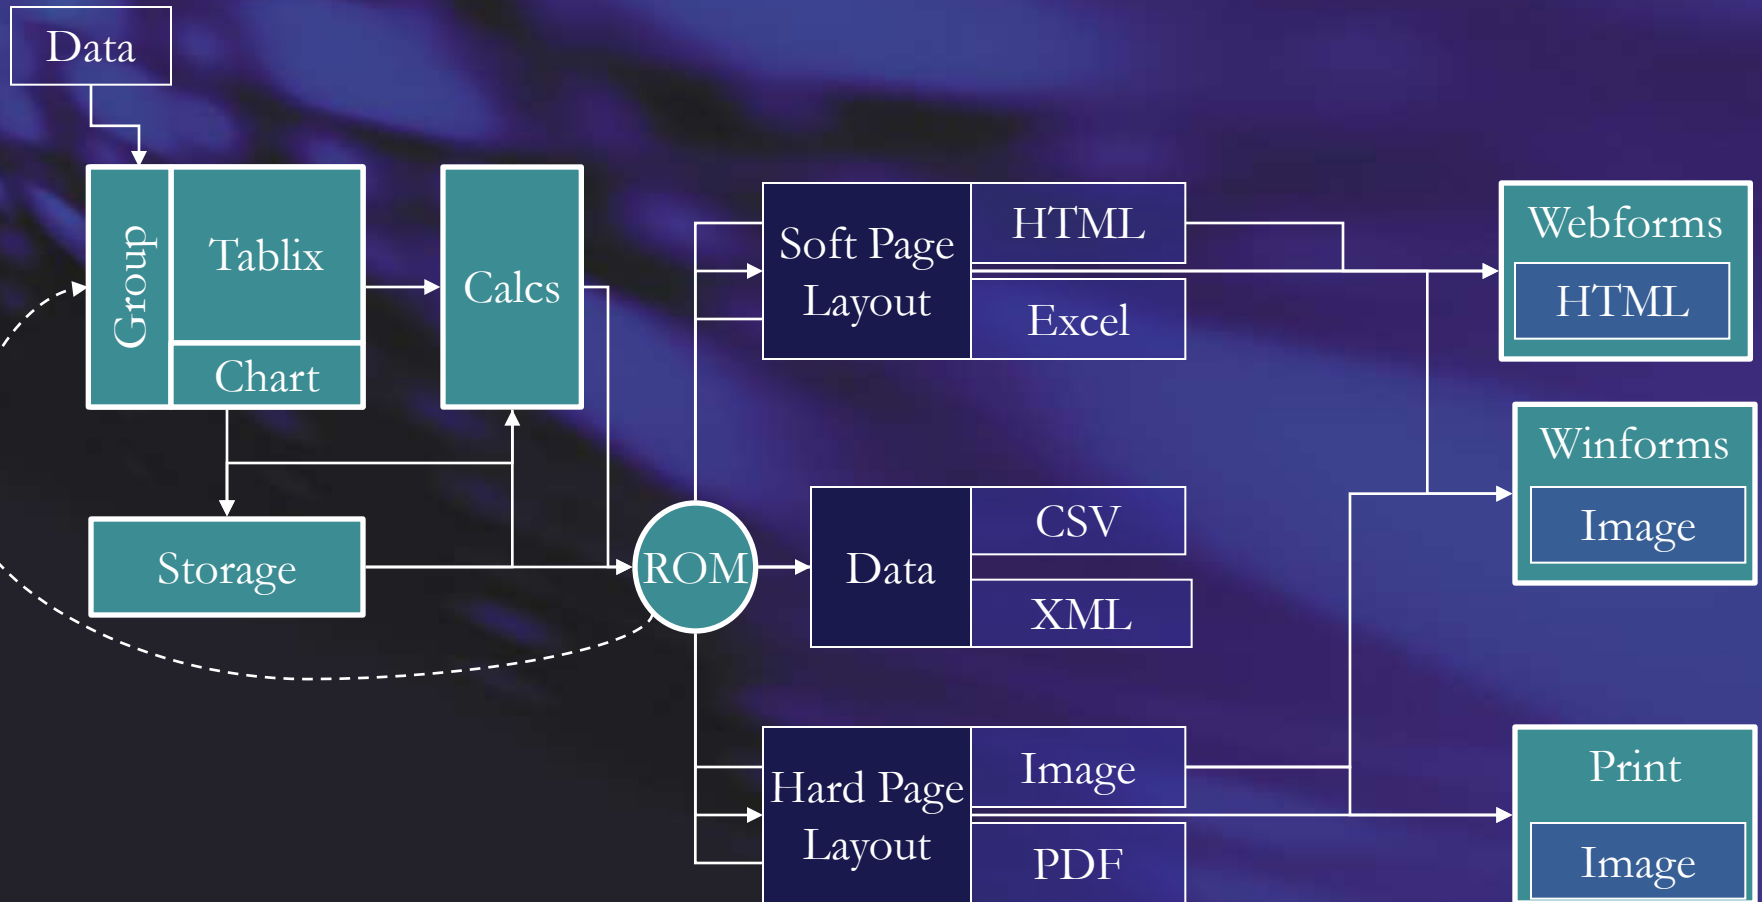 Data
Group
Tablix
Chart
Calcs
Storage
ROM
Soft Page
Layout
HTML
Excel
Data
CSV
XML
Hard Page
Layout
Image
PDF
Webforms
HTML
Winforms
Image
Print
Image